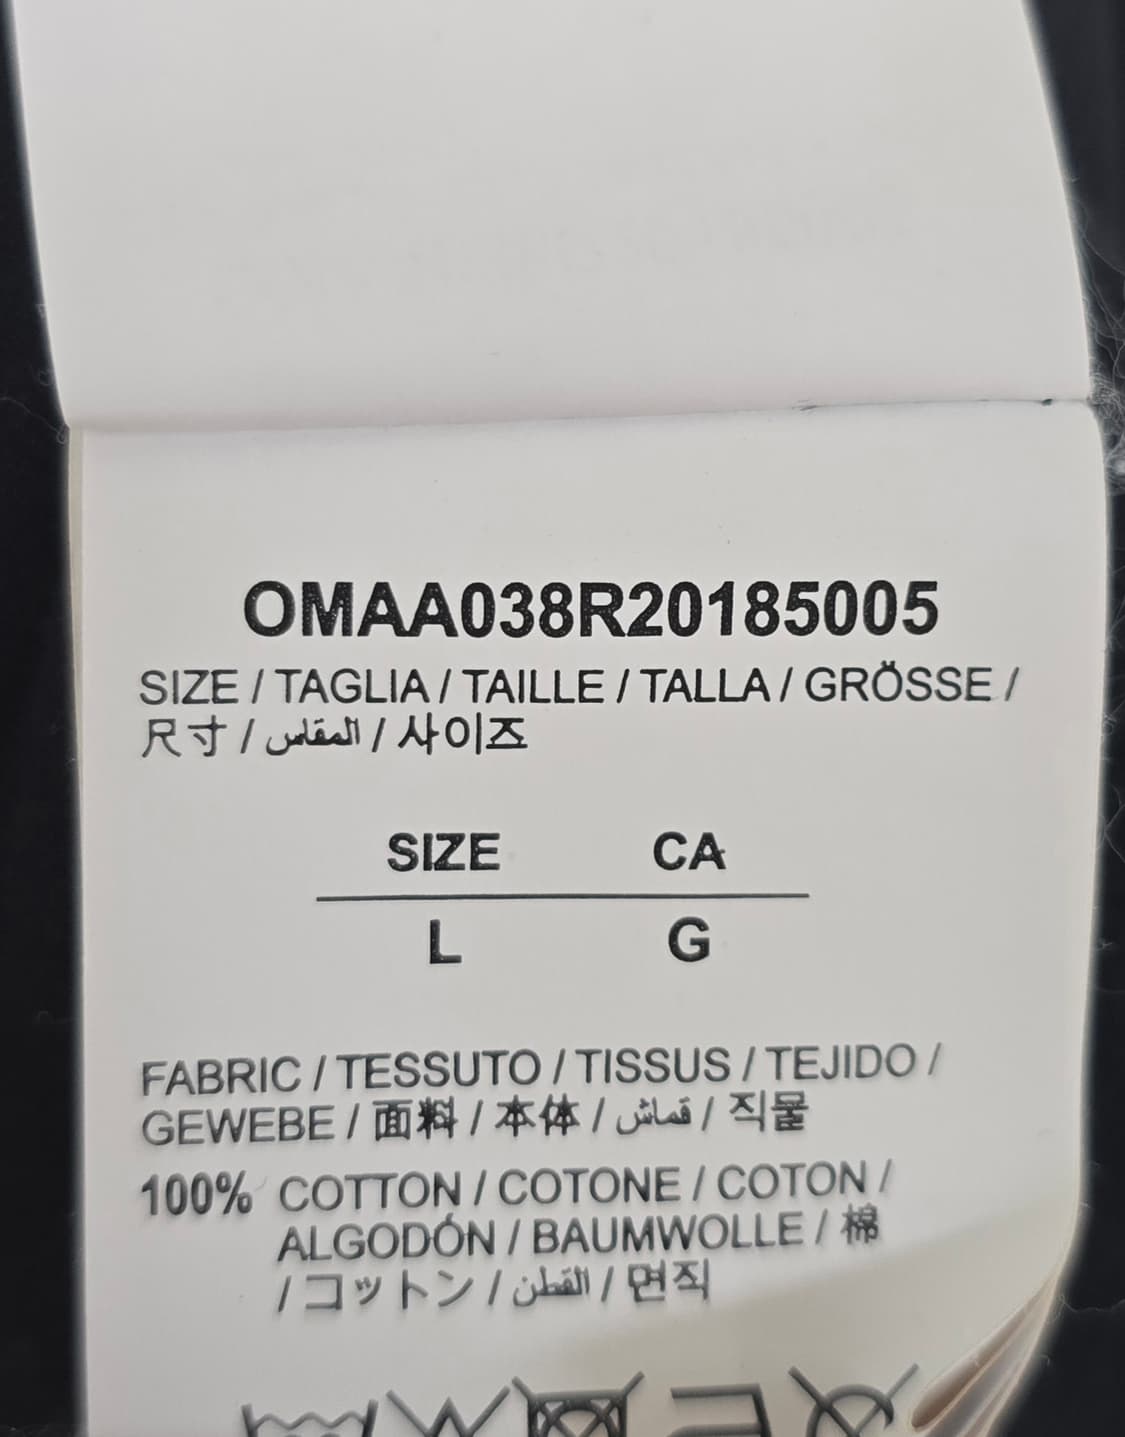 OMAA038R20185005
SIZE / TAGLIA / TAILLE / TALLA / GRÖSSE /
尺寸 / المقاس / 사이즈
SIZE CA
L G
FABRIC / TESSUTO / TISSUS / TEJIDO /
GEWEBE / 面料 / 本体 / قماش / 직물
100% COTTON / COTONE / COTON /
ALGODÓN / BAUMWOLLE / 棉
/ コットン / القطن / 면직